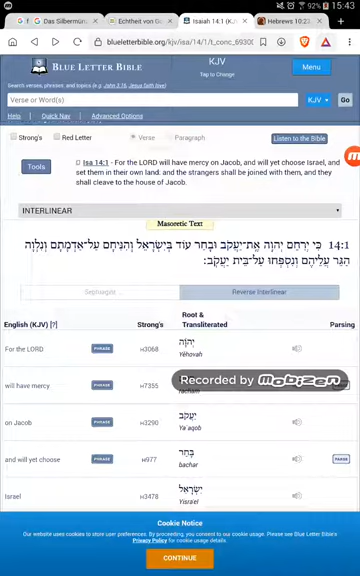 15:43
Das Silbermü
Echtheit von G
Isaiah 14:1 (
Hebrews 10:23
blueletterbible.org/kjv/isa/14/1/t_conc_69300
BLUE LETTER BIBLE
KJV
Tap to Change
Menu
Search verses, phrases, and topics (e.g. John 3:16, Jesus faith love)
Verse or Word(s)
KJV
Help Quick Nav Advanced Options
Strong's Red Letter Verse Paragraph Listen to the Bible
Tools
Isa 14:1 - For the LORD will have mercy on Jacob, and will yet choose Israel, and
set them in their own land: and the strangers shall be joined with them, and they
shall cleave to the house of Jacob.
INTERLINEAR
Masoretic Text
14:1 כִּי יְרַחֵם יְהוָה אֶת־יַעֲקֹב וּבָחַר עוֹד בְּיִשְׂרָאֵל וְהִנִּיחָם עַל־אַדְמָתָם וְנִלְוָה
הַגֵּר עֲלֵיהֶם וְנִסְפְּחוּ עַל־בֵּית יַעֲקֹב׃
Septuagint
Reverse Interlinear
English (KJV) [?] Strong's Root & Transliterated Parsing
For the LORD PHRASE H3068 יְהֹוָה
Yĕhovah
will have mercy PHRASE H7355
racham
Recorded by Mobizen
on Jacob PHRASE H3290 יַעֲקֹב
Ya`aqob
and will yet choose PHRASE H977 בָּחַר PARSE
bachar
Israel H3478 יִשְׂרָאֵל
Yisra'el
Cookie Notice
Our website uses cookies to store user preferences. By proceeding, you consent to our cookie usage. Please see Blue Letter Bible's
Privacy Policy for cookie usage details.
CONTINUE